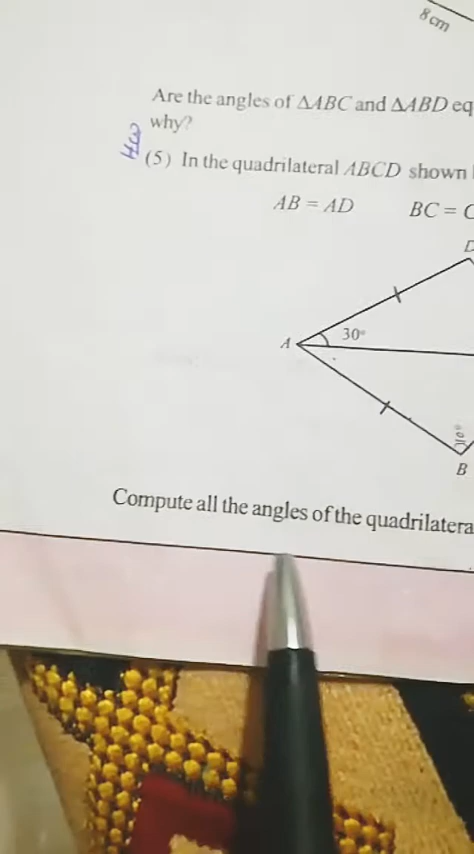 8 cm
Are the angles of ΔABC and ΔABD eq
why?
HW
(5) In the quadrilateral ABCD shown
AB = AD BC = C
D
A 30°
B
Compute all the angles of the quadrilatera